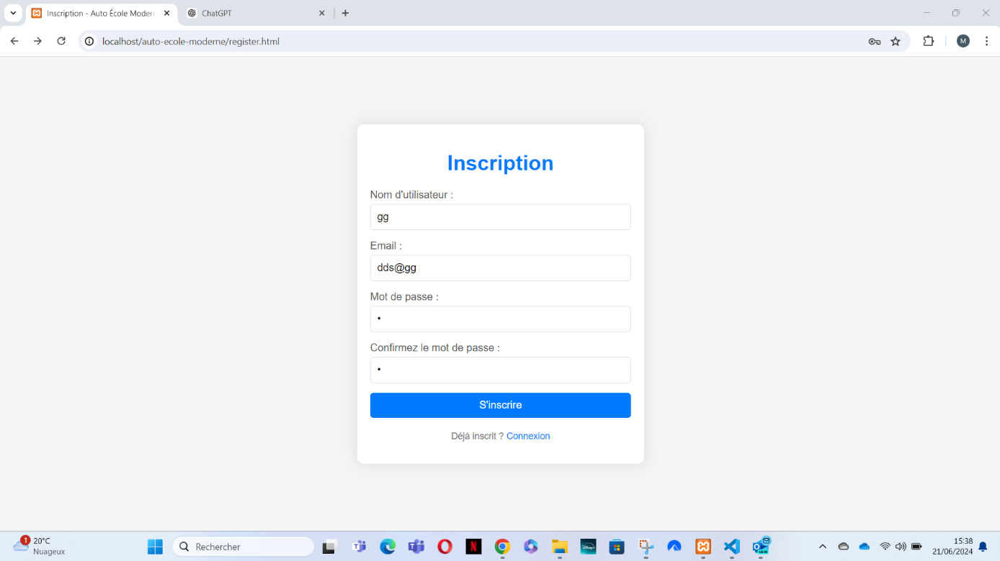 Inscription - Auto École Modern
ChatGPT
localhost/auto-ecole-moderne/register.html
M
Inscription
Nom d'utilisateur :
gg
Email :
dds@gg
Mot de passe :
•
Confirmez le mot de passe :
•
S'inscrire
Déjà inscrit ? Connexion
1
20°C
Nuageux
Rechercher
15:38
21/06/2024